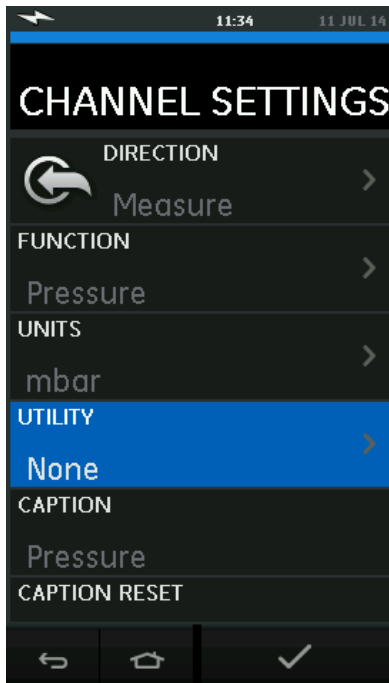 11:34 11 JUL 14
CHANNEL SETTINGS
DIRECTION
Measure
FUNCTION
Pressure
UNITS
mbar
UTILITY
None
CAPTION
Pressure
CAPTION RESET